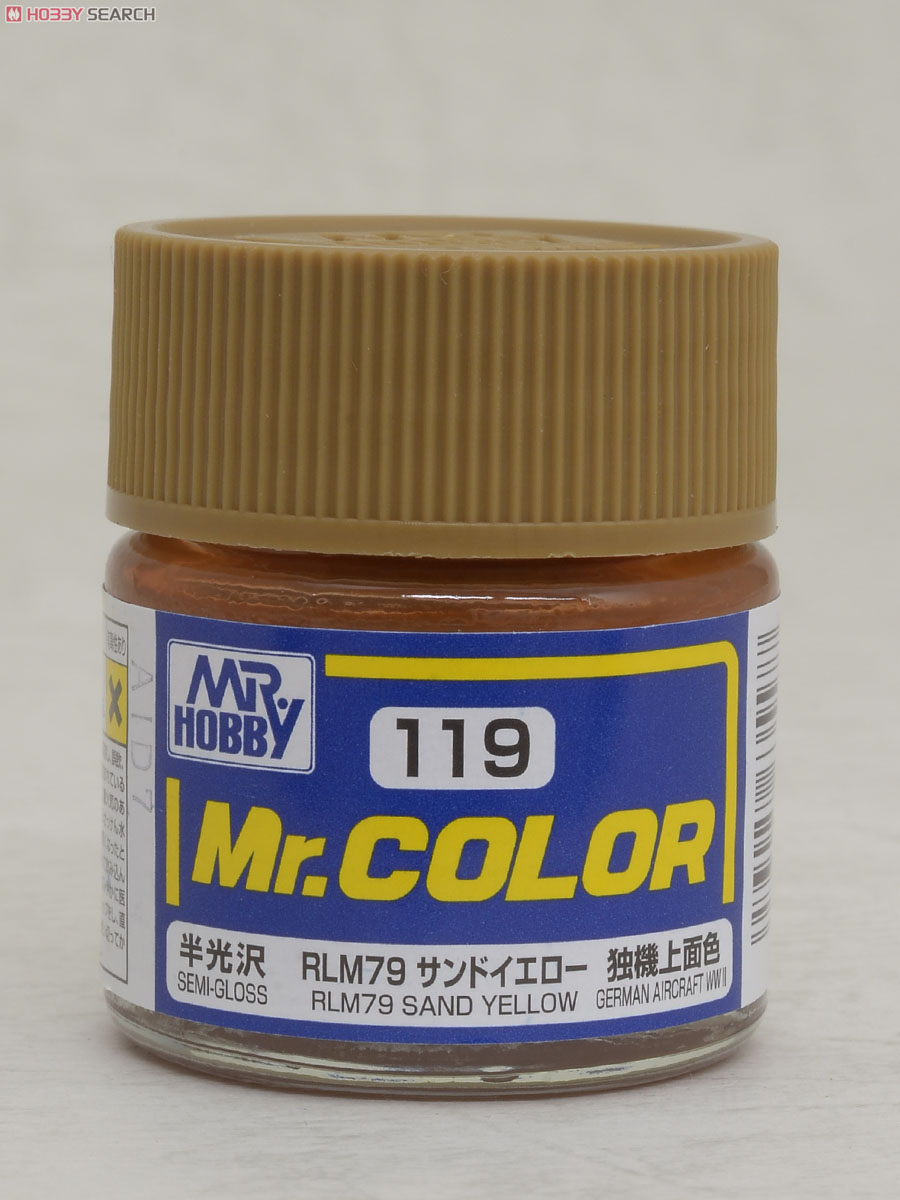 HOBBY SEARCH
MR.
HOBBY
119
Mr.COLOR
半光沢
SEMI-GLOSS
RLM79 サンドイエロー
RLM79 SAND YELLOW
独機上面色
GERMAN AIRCRAFT WWⅡ